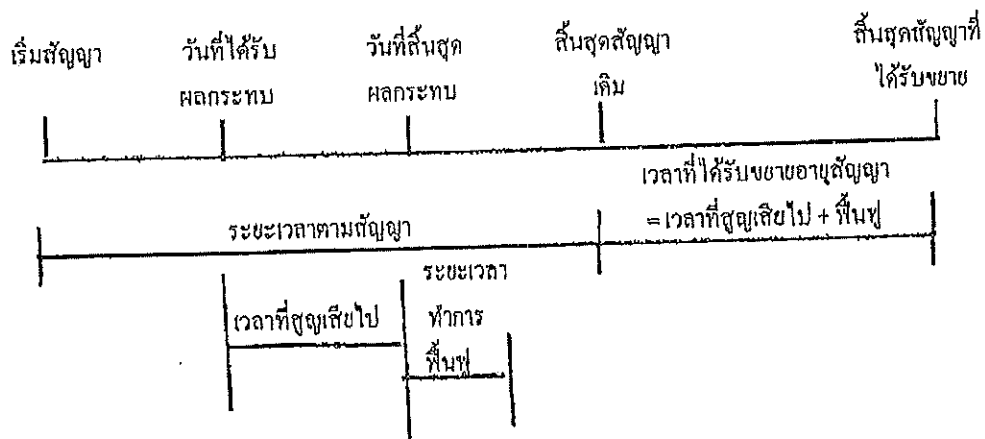 เริ่มสัญญา
วันที่ได้รับ
ผลกระทบ
วันที่สิ้นสุด
ผลกระทบ
สิ้นสุดสัญญา
เดิม
สิ้นสุดสัญญาที่
ได้รับขยาย
เวลาที่ได้รับขยายอายุสัญญา
= เวลาที่สูญเสียไป + ฟื้นฟู
ระยะเวลาตามสัญญา
เวลาที่สูญเสียไป
ระยะเวลา
ทำการ
ฟื้นฟู